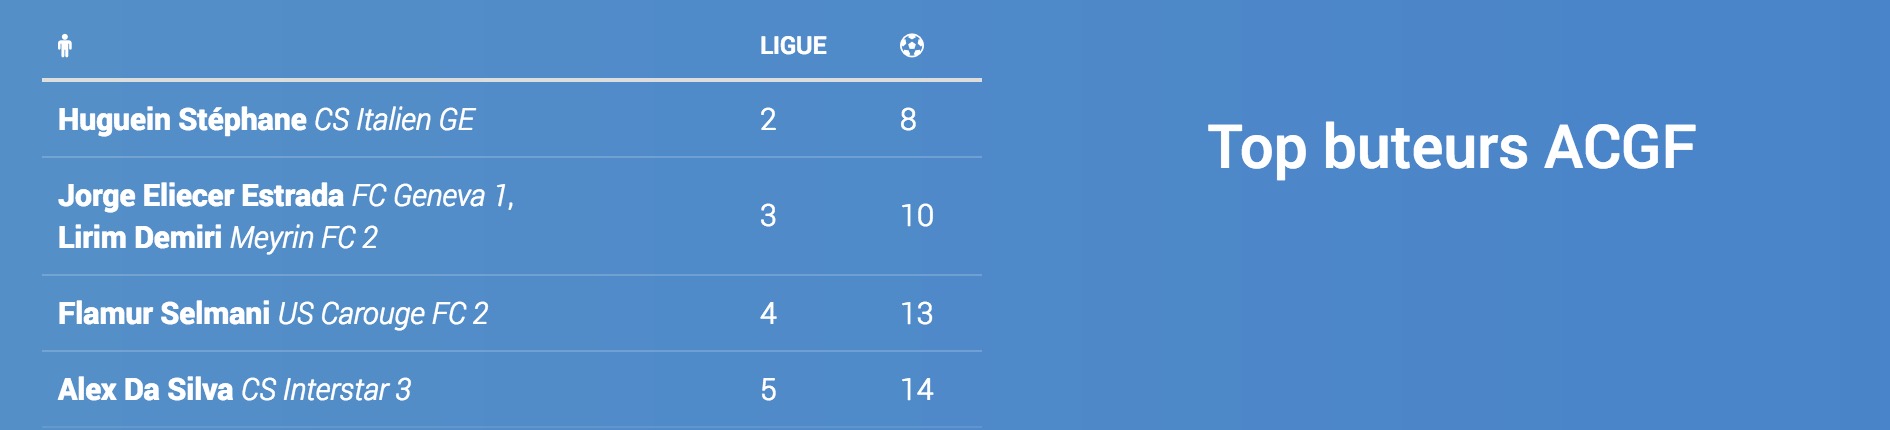 LIGUE
Huguein Stéphane CS Italien GE 2 8
Jorge Eliecer Estrada FC Geneva 1,
Lirim Demiri Meyrin FC 2 3 10
Flamur Selmani US Carouge FC 2 4 13
Alex Da Silva CS Interstar 3 5 14
Top buteurs ACGF